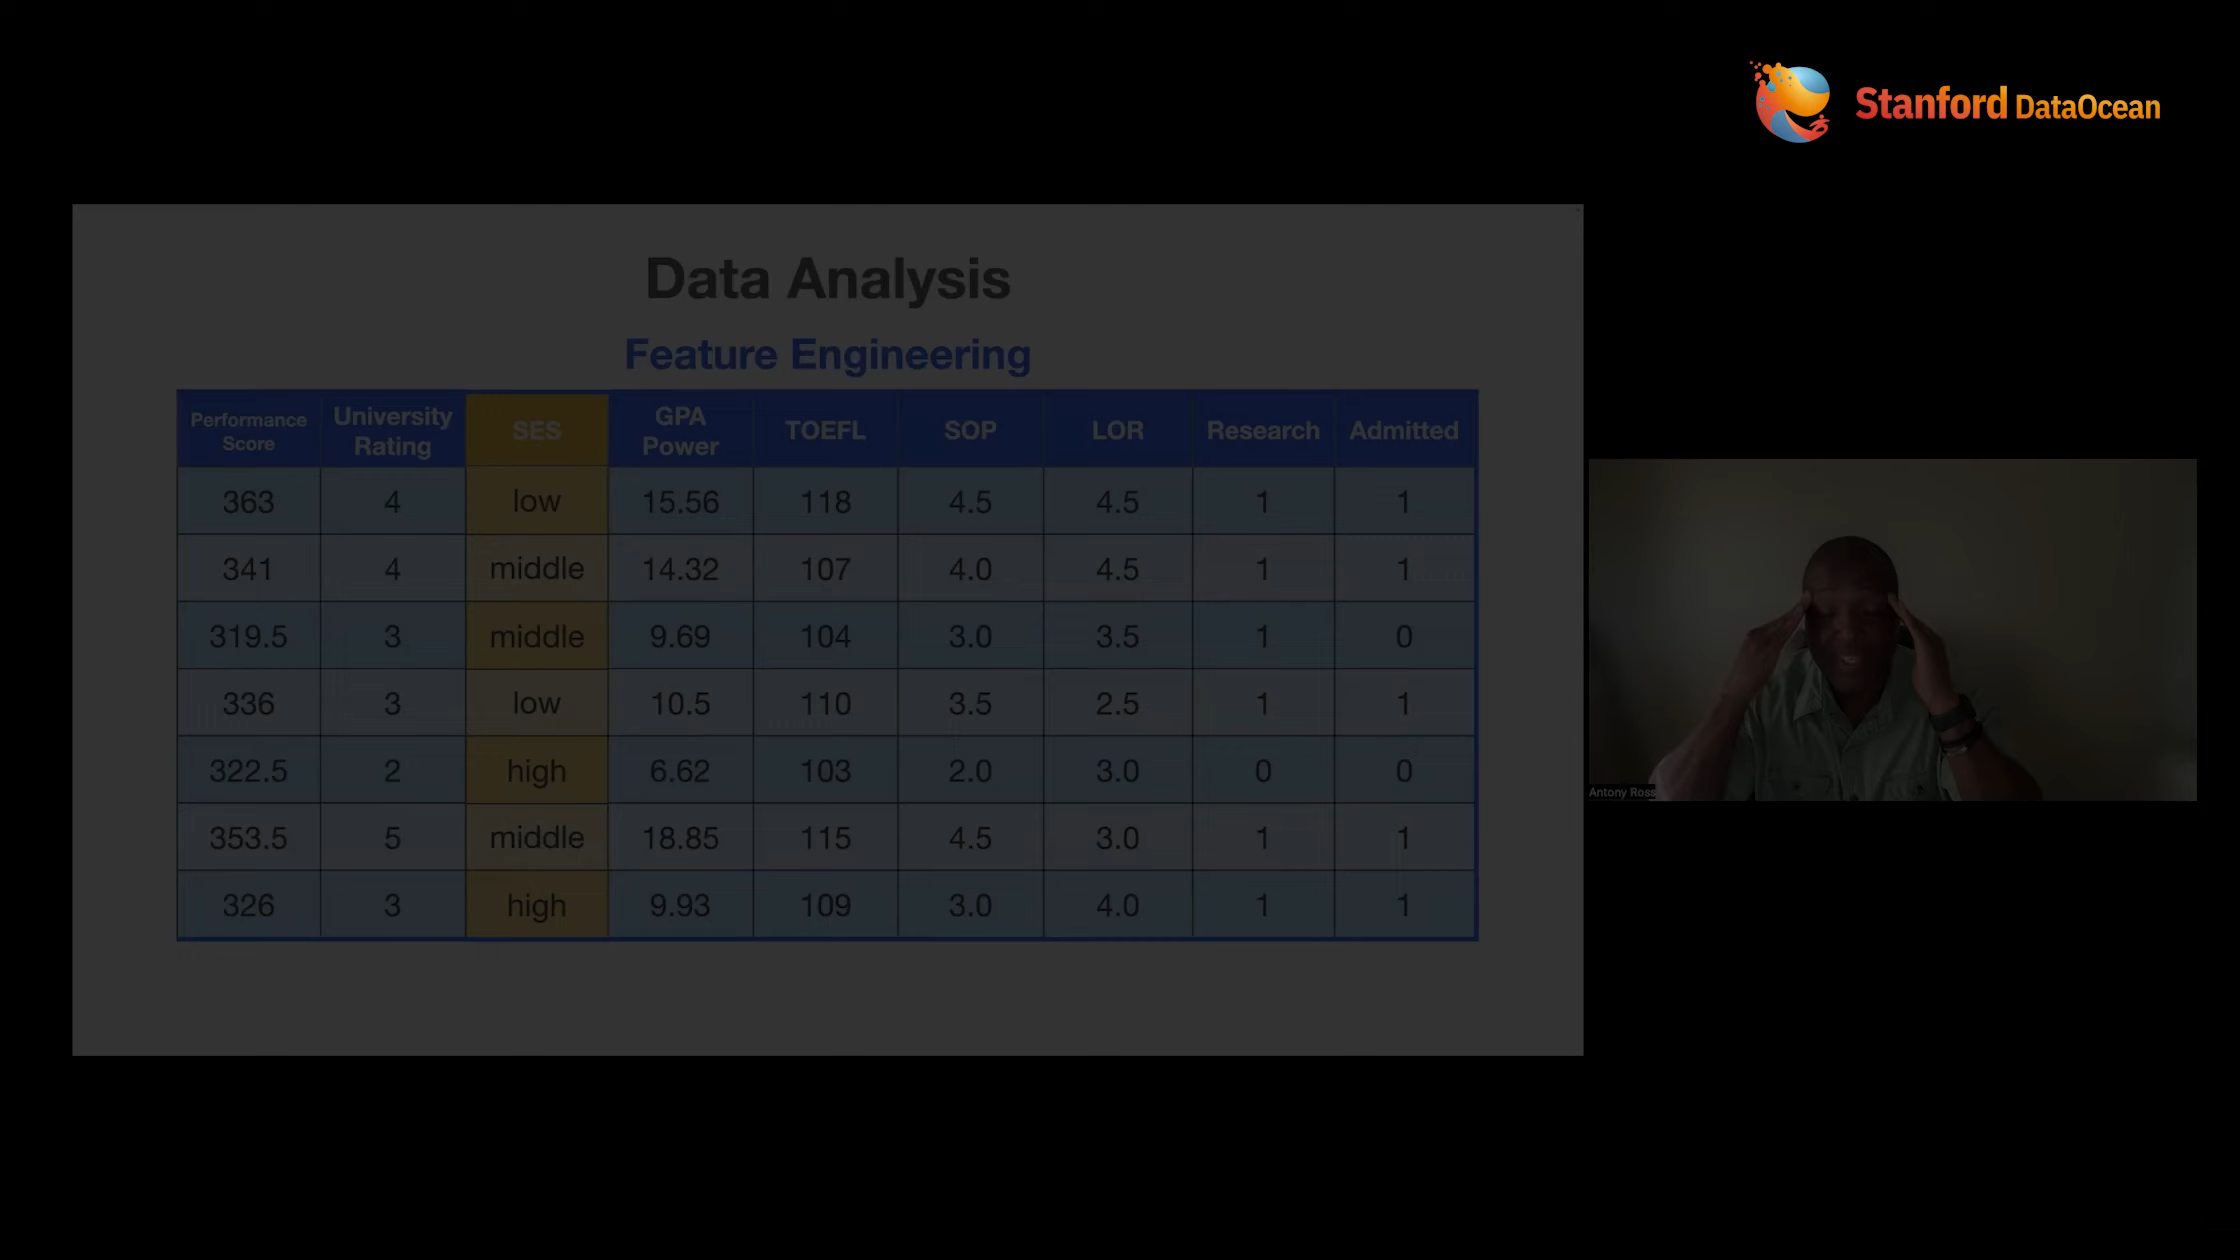 Stanford DataOcean
Data Analysis
Feature Engineering
Performance Score University Rating SES GPA Power TOEFL SOP LOR Research Admitted
363 4 low 15.56 118 4.5 4.5 1 1
341 4 middle 14.32 107 4.0 4.5 1 1
319.5 3 middle 9.69 104 3.0 3.5 1 0
336 3 low 10.5 110 3.5 2.5 1 1
322.5 2 high 6.62 103 2.0 3.0 0 0
353.5 5 middle 18.85 115 4.5 3.0 1 1
326 3 high 9.93 109 3.0 4.0 1 1
Antony Ross